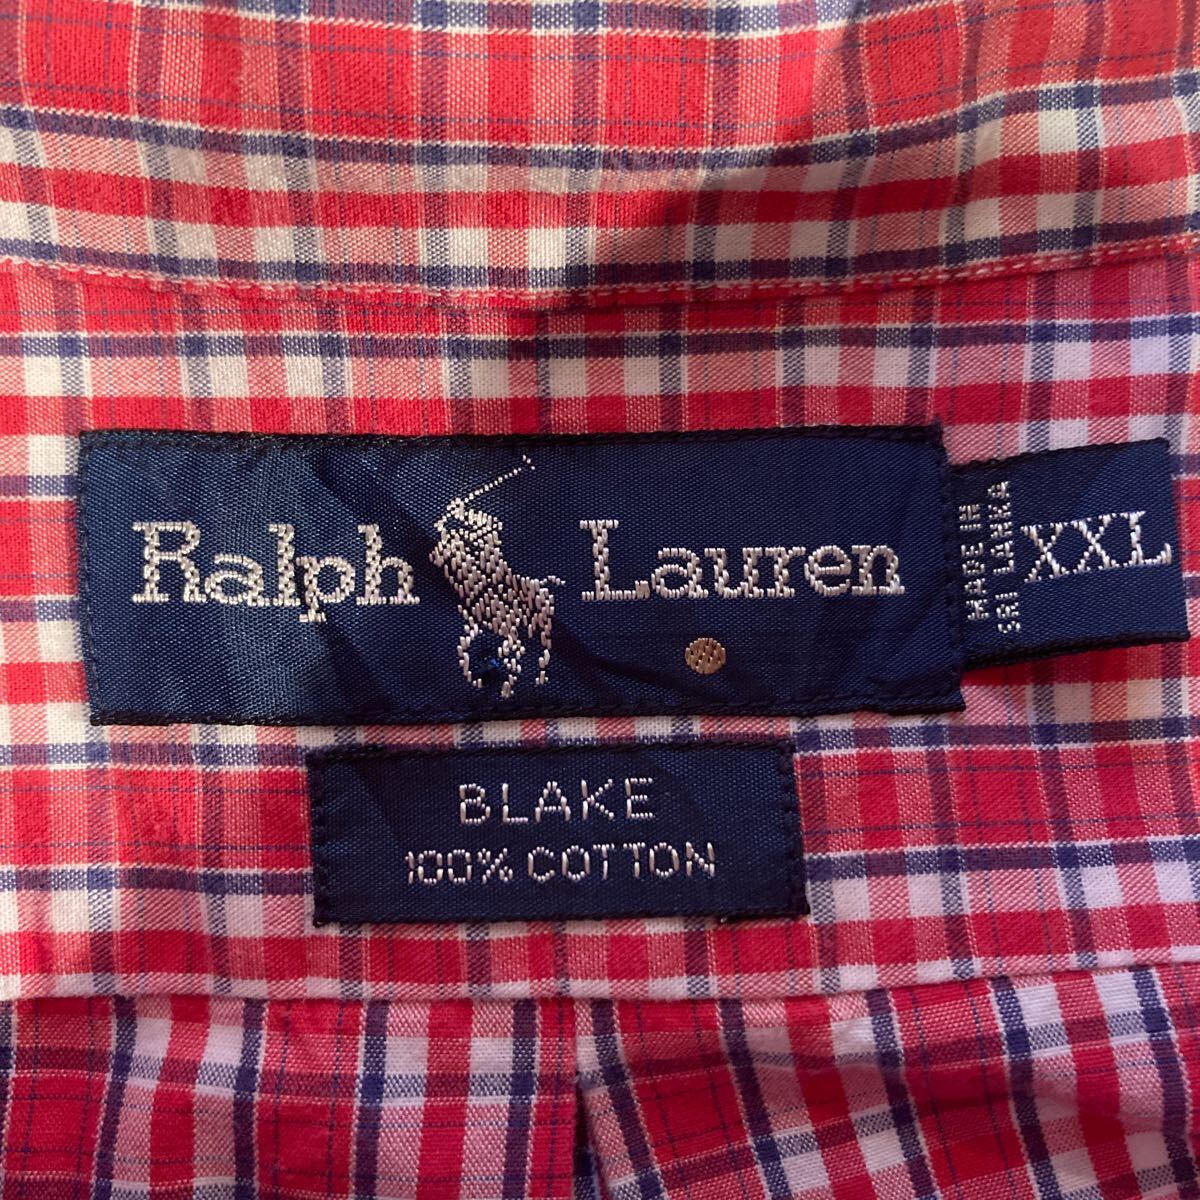 Ralph Lauren
MADE IN
SRI LANKA
XXL
BLAKE
100% COTTON